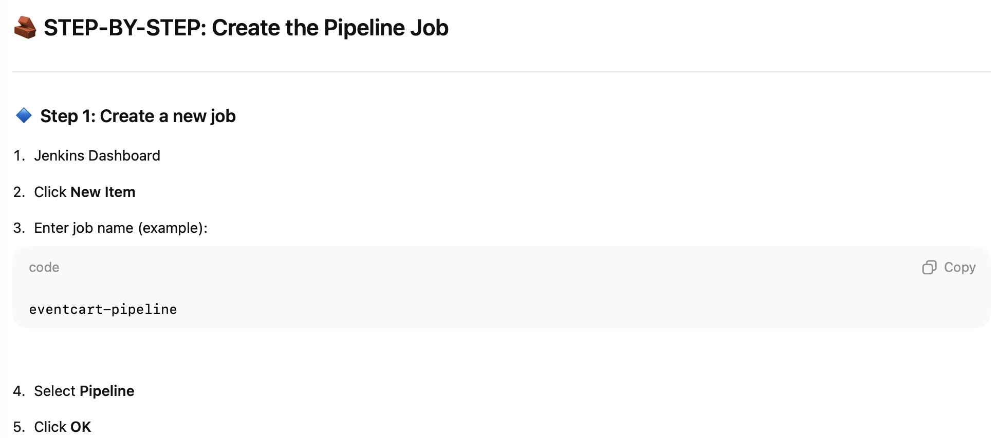 🧱 STEP-BY-STEP: Create the Pipeline Job
🔷 Step 1: Create a new job
1. Jenkins Dashboard
2. Click New Item
3. Enter job name (example):
code
Copy
eventcart-pipeline
4. Select Pipeline
5. Click OK